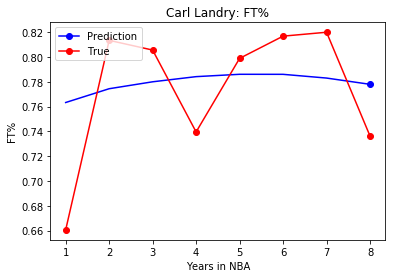 Carl Landry: FT%
Prediction
True
FT%
0.82
0.80
0.78
0.76
0.74
0.72
0.70
0.68
0.66
1 2 3 4 5 6 7 8
Years in NBA